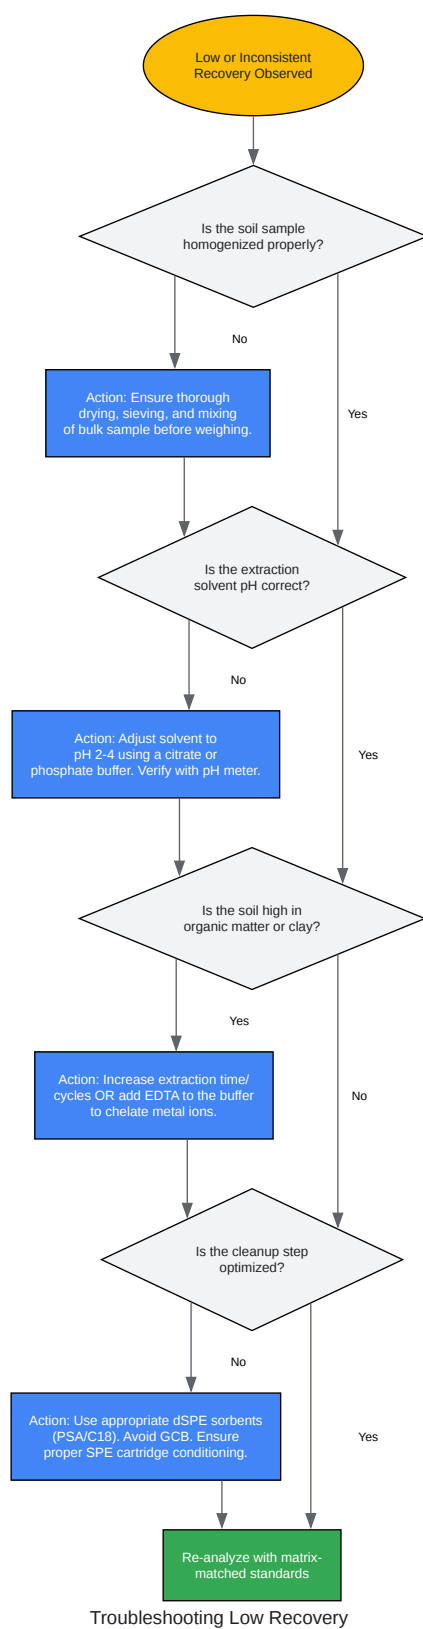 Low or Inconsistent
Recovery Observed
Is the soil sample
homogenized properly?
No
Yes
Action: Ensure thorough
drying, sieving, and mixing
of bulk sample before weighing.
Is the extraction
solvent pH correct?
No
Yes
Action: Adjust solvent to
pH 2-4 using a citrate or
phosphate buffer. Verify with pH meter.
Is the soil high in
organic matter or clay?
Yes
No
Action: Increase extraction time/
cycles OR add EDTA to the buffer
to chelate metal ions.
Is the cleanup step
optimized?
No
Yes
Action: Use appropriate dSPE sorbents
(PSA/C18). Avoid GCB. Ensure
proper SPE cartridge conditioning.
Re-analyze with matrix-
matched standards
Troubleshooting Low Recovery